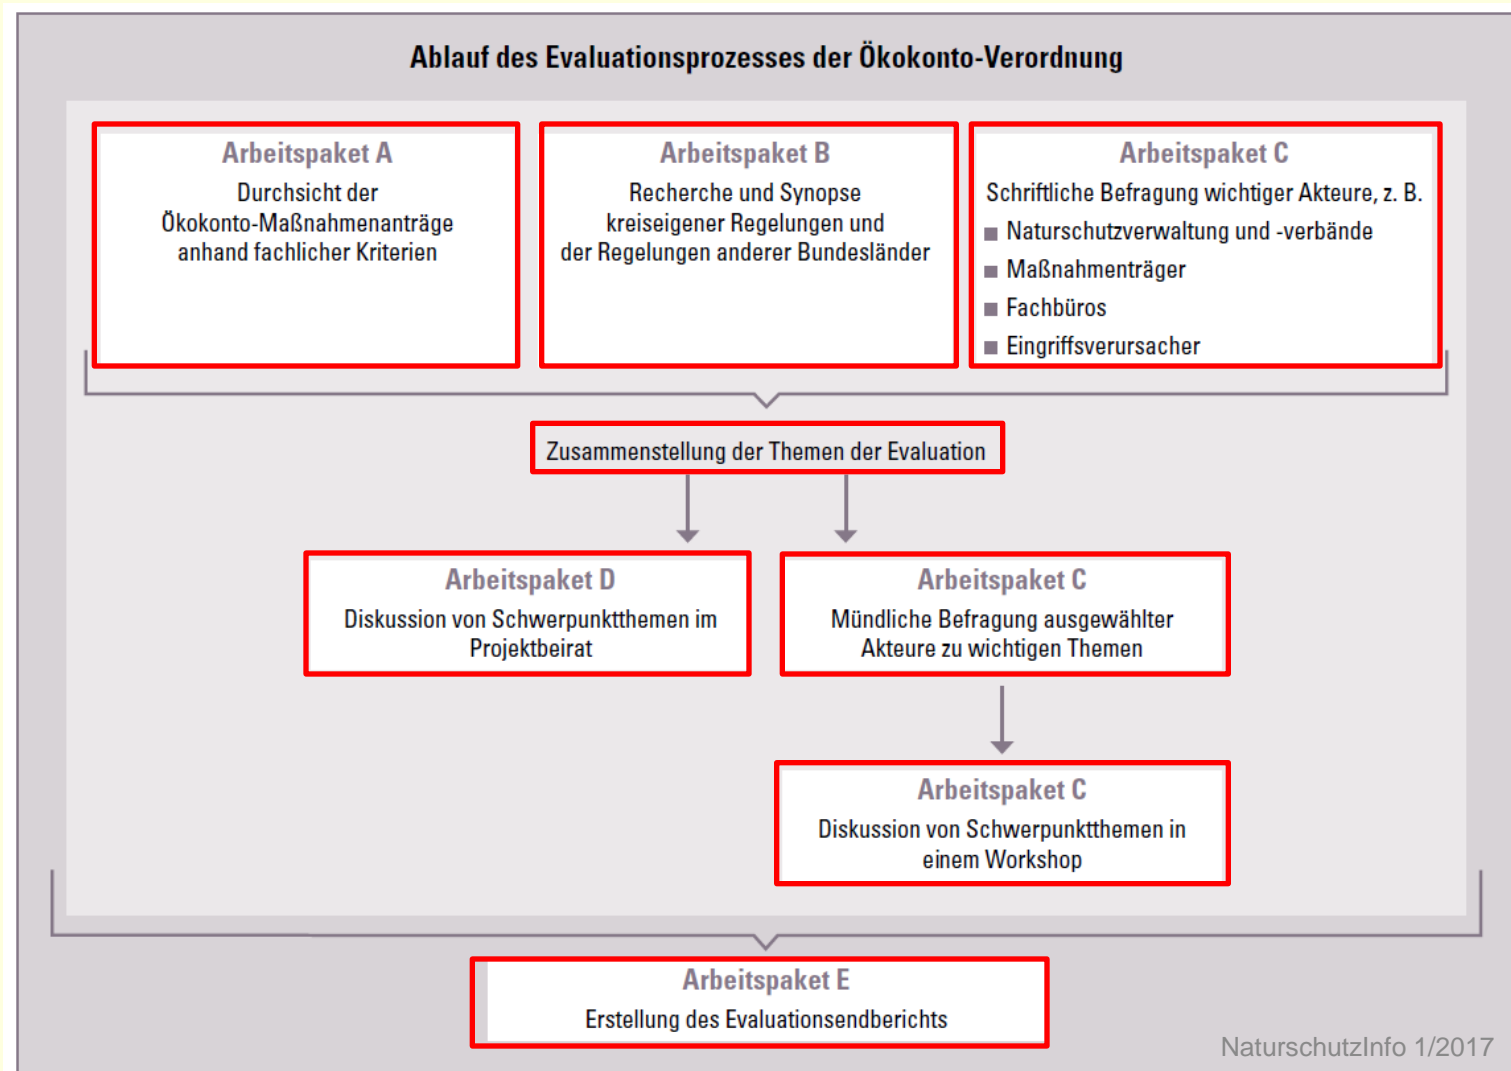 Ablauf des Evaluationsprozesses der Ökokonto-Verordnung
Arbeitspaket A
Durchsicht der
Ökokonto-Maßnahmenanträge
anhand fachlicher Kriterien
Arbeitspaket B
Recherche und Synopse
kreiseigener Regelungen und
der Regelungen anderer Bundesländer
Arbeitspaket C
Schriftliche Befragung wichtiger Akteure, z. B.
■ Naturschutzverwaltung und -verbände
■ Maßnahmenträger
■ Fachbüros
■ Eingriffsverursacher
Zusammenstellung der Themen der Evaluation
Arbeitspaket D
Diskussion von Schwerpunktthemen im
Projektbeirat
Arbeitspaket C
Mündliche Befragung ausgewählter
Akteure zu wichtigen Themen
Arbeitspaket C
Diskussion von Schwerpunktthemen in
einem Workshop
Arbeitspaket E
Erstellung des Evaluationsendberichts
NaturschutzInfo 1/2017